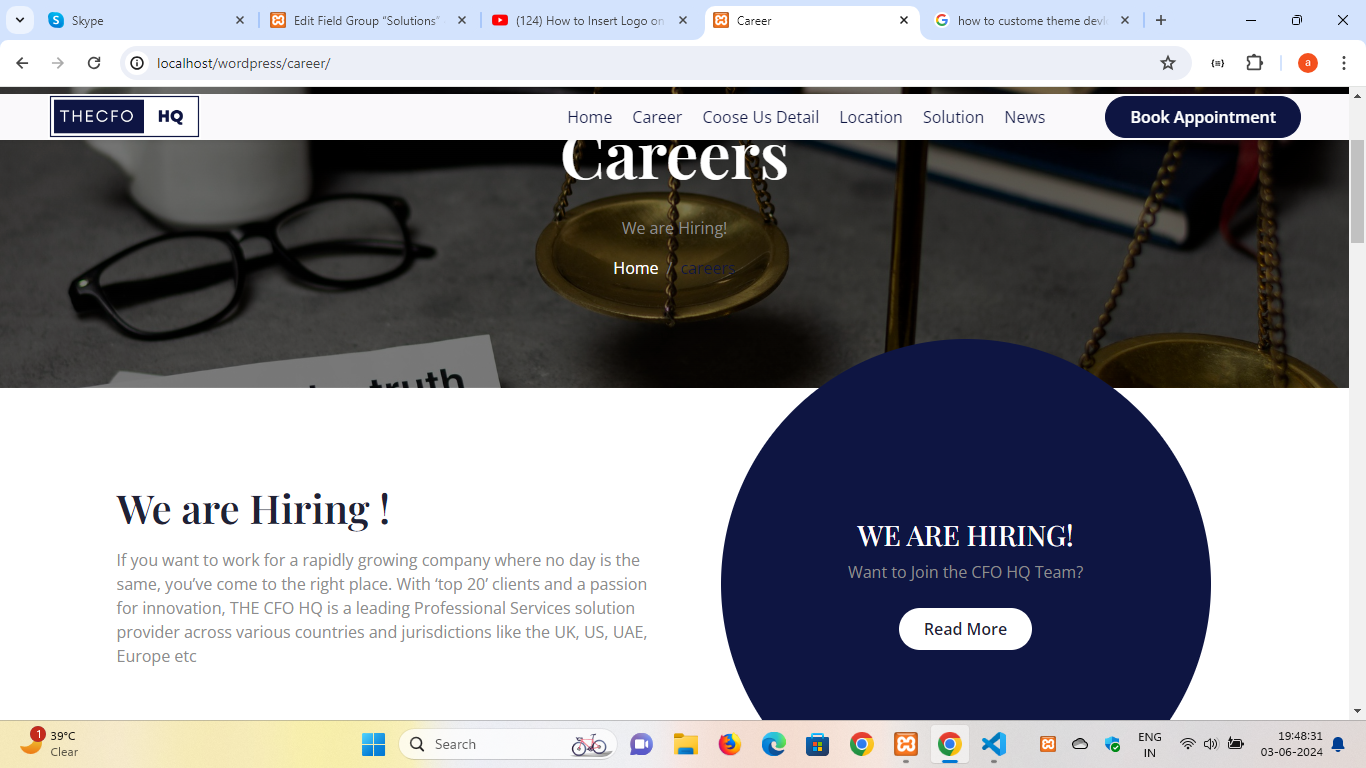 Skype
Edit Field Group “Solutions”
(124) How to Insert Logo on
Career
how to custome theme devl
localhost/wordpress/career/
a
THECFO HQ
Home Career Coose Us Detail Location Solution News
Book Appointment
Careers
We are Hiring!
Home / careers
truth
We are Hiring !
If you want to work for a rapidly growing company where no day is the
same, you’ve come to the right place. With ‘top 20’ clients and a passion
for innovation, THE CFO HQ is a leading Professional Services solution
provider across various countries and jurisdictions like the UK, US, UAE,
Europe etc
WE ARE HIRING!
Want to Join the CFO HQ Team?
Read More
1
39°C
Clear
Search
ENG
IN
19:48:31
03-06-2024